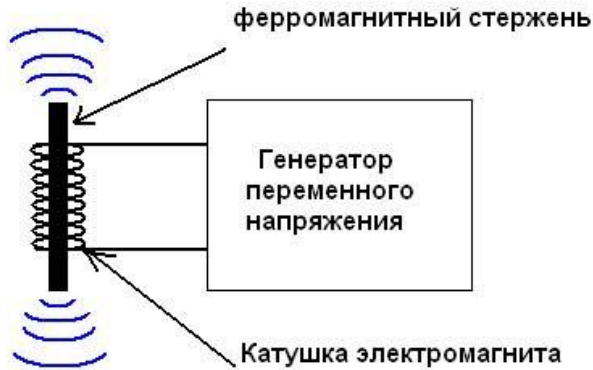 ферромагнитный стержень
Генератор
переменного
напряжения
Катушка электромагнита